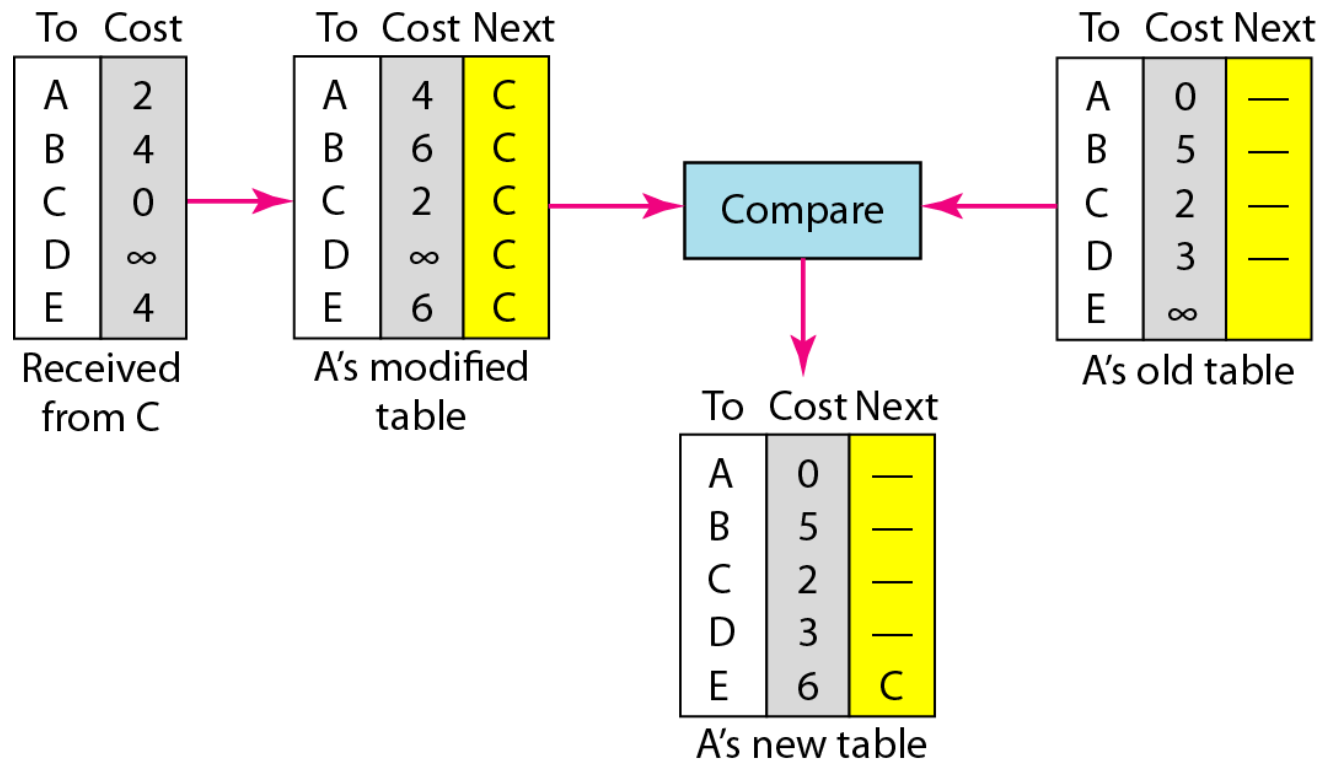 To Cost
A 2
B 4
C 0
D ∞
E 4
Received
from C
To Cost Next
A 4 C
B 6 C
C 2 C
D ∞ C
E 6 C
A's modified
table
Compare
To Cost Next
A 0 —
B 5 —
C 2 —
D 3 —
E ∞
A's old table
To Cost Next
A 0 —
B 5 —
C 2 —
D 3 —
E 6 C
A's new table